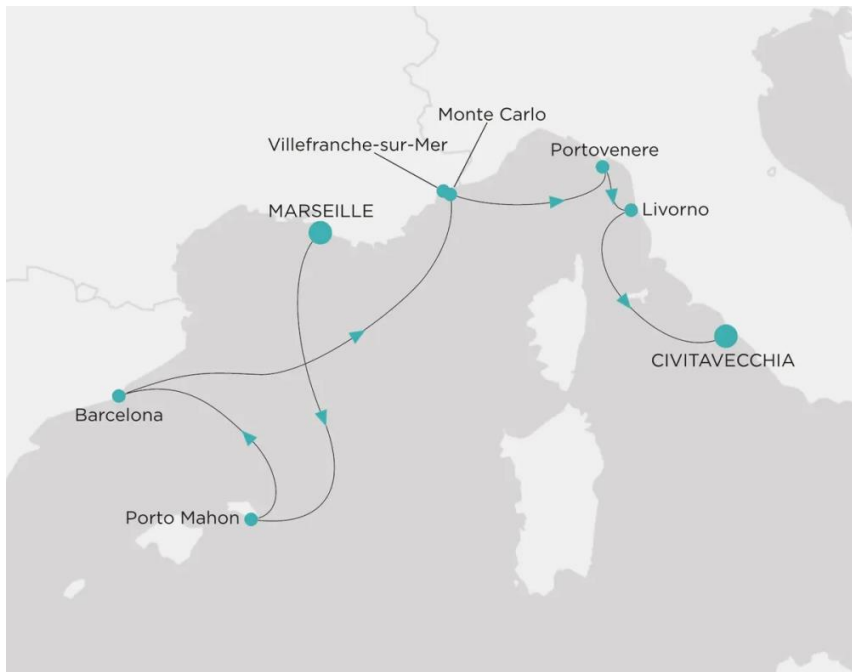 Monte Carlo
Villefranche-sur-Mer
Portovenere
MARSEILLE
Livorno
CIVITAVECCHIA
Barcelona
Porto Mahon